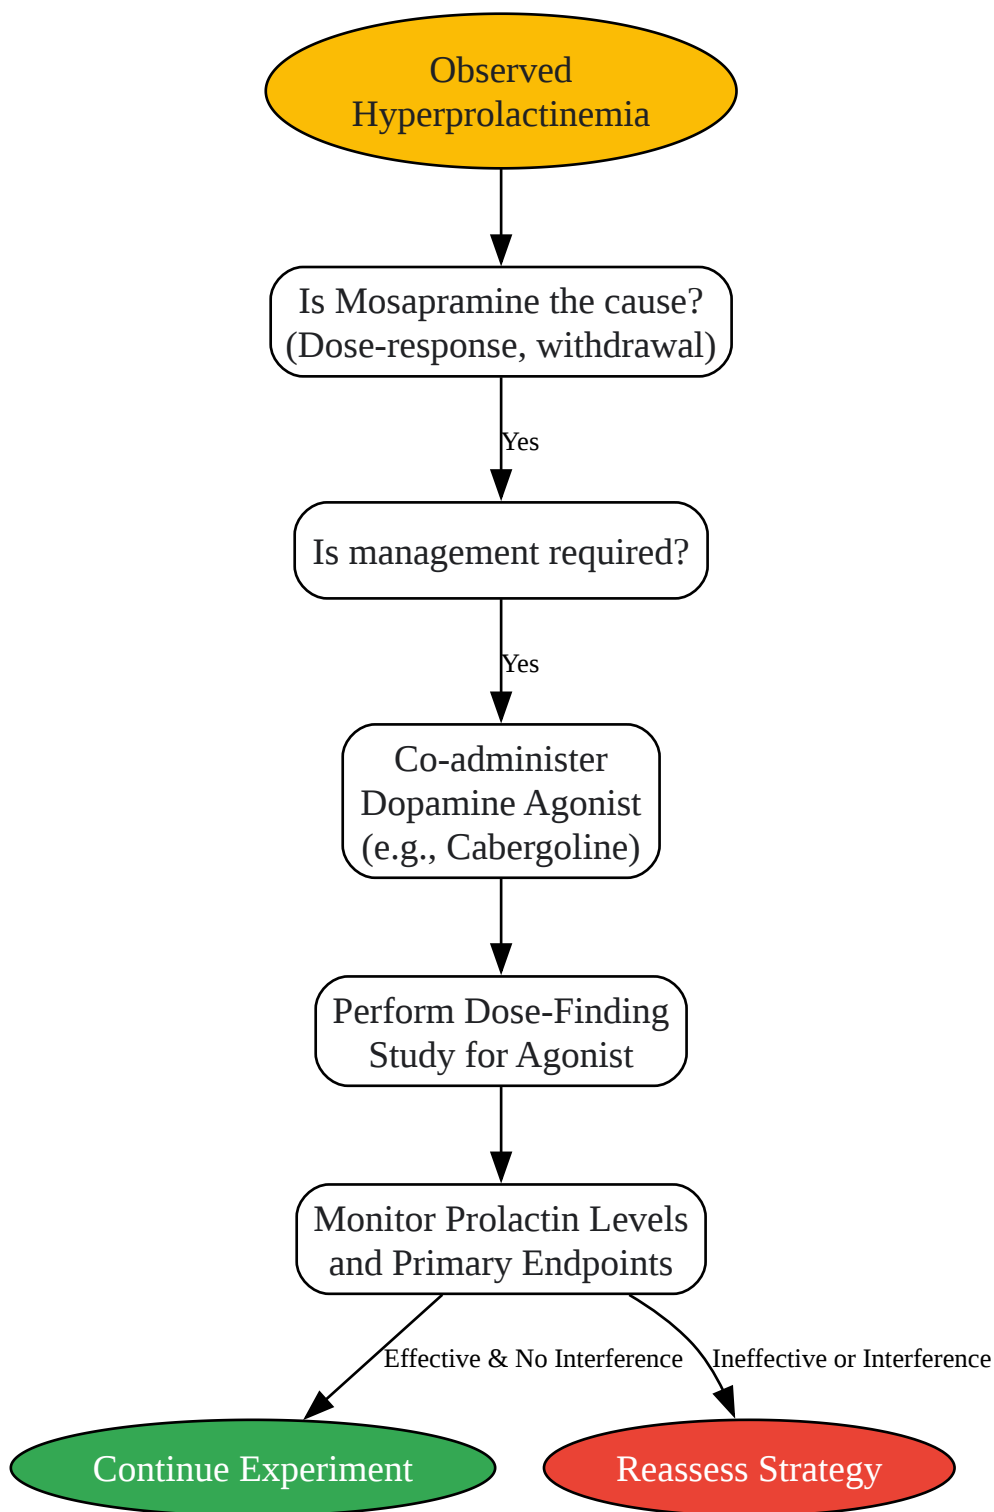 Observed
Hyperprolactinemia
Is Mosapramine the cause?
(Dose-response, withdrawal)
Yes
Is management required?
Yes
Co-administer
Dopamine Agonist
(e.g., Cabergoline)
Perform Dose-Finding
Study for Agonist
Monitor Prolactin Levels
and Primary Endpoints
Effective & No Interference
Ineffective or Interference
Continue Experiment
Reassess Strategy